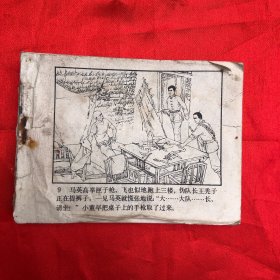 9 马英高举匣子枪，飞也似地跑上三楼，伪队长王秃子
正在提裤子，一见马英就慌张地说：“大……大队……长，
请坐！”小董早把桌子上的手枪取了过来。